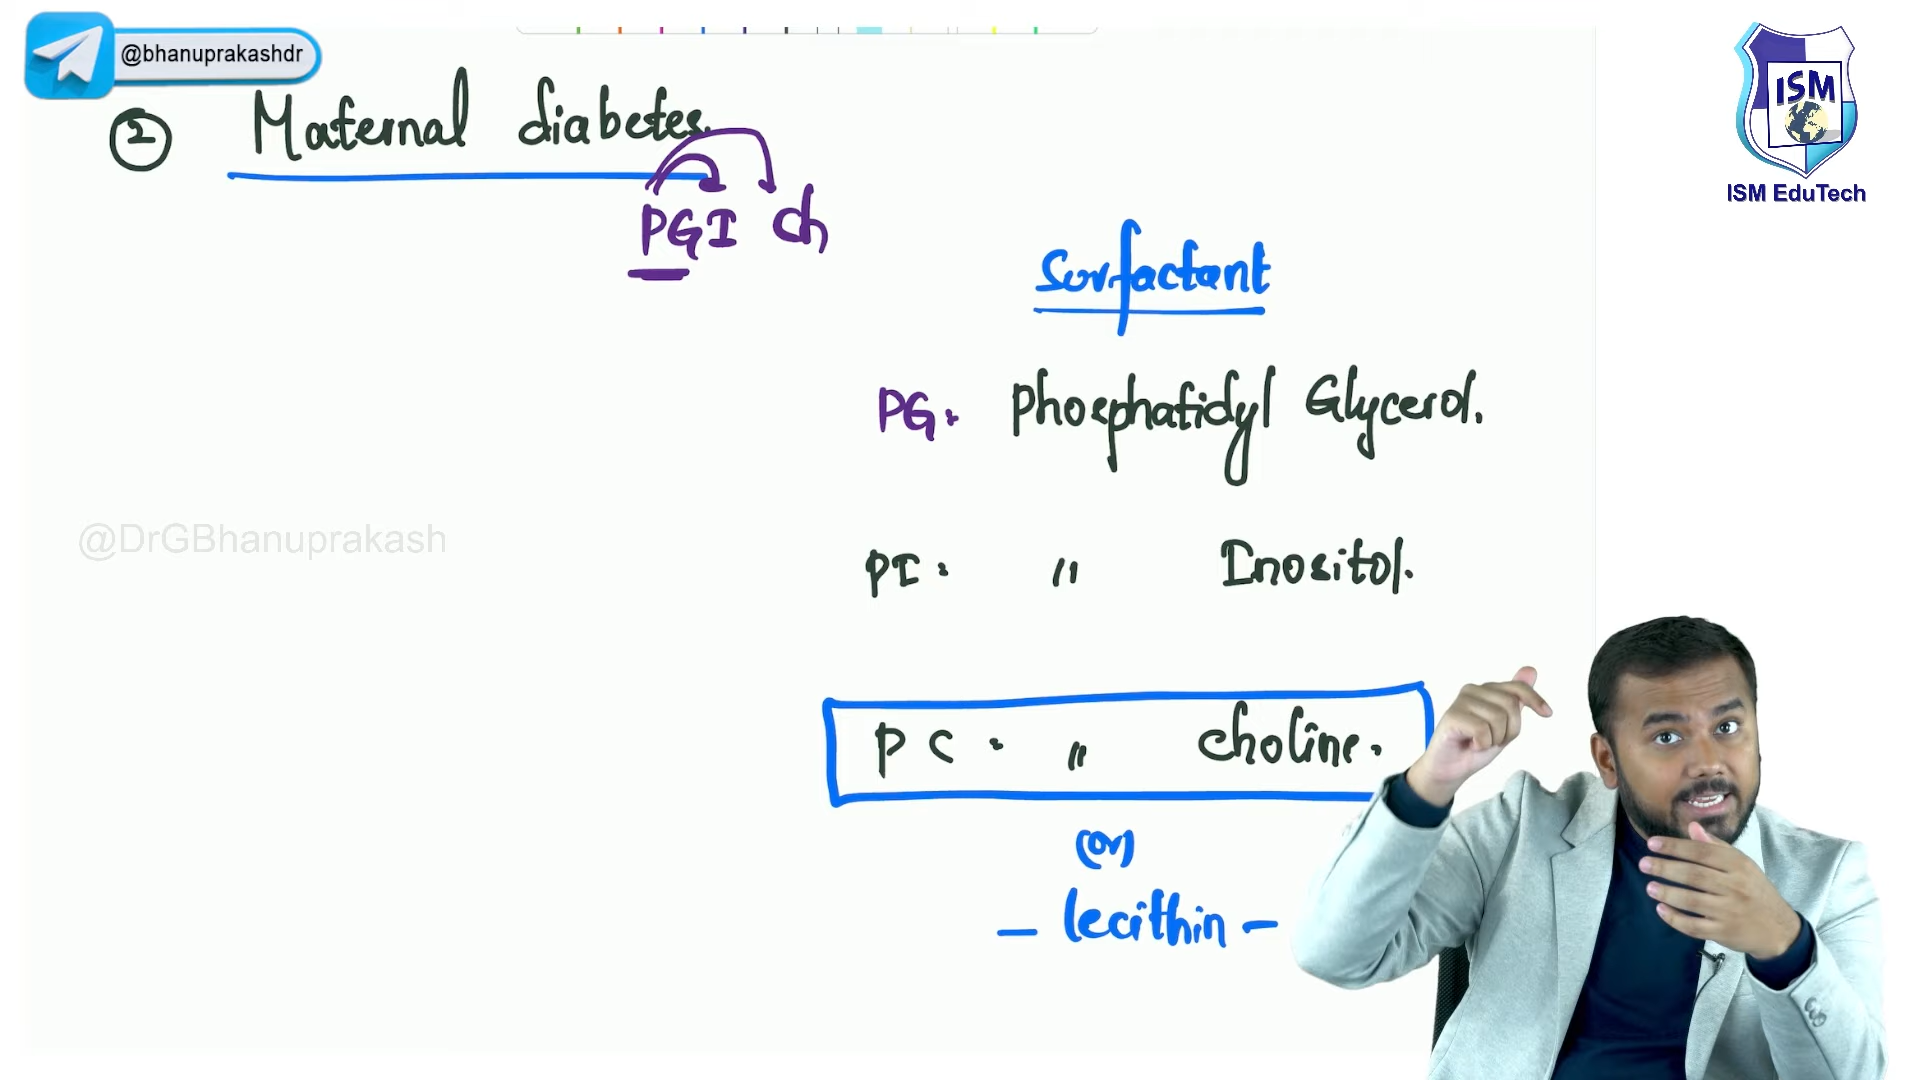 @bhanuprakashdr
ISM
ISM EduTech
② Maternal diabetes.
PGI Ch
Surfactant
PG: Phosphatidyl Glycerol.
@DrGBhanuprakash
PI: " Inositol.
PC: " choline.
(or)
- lecithin -